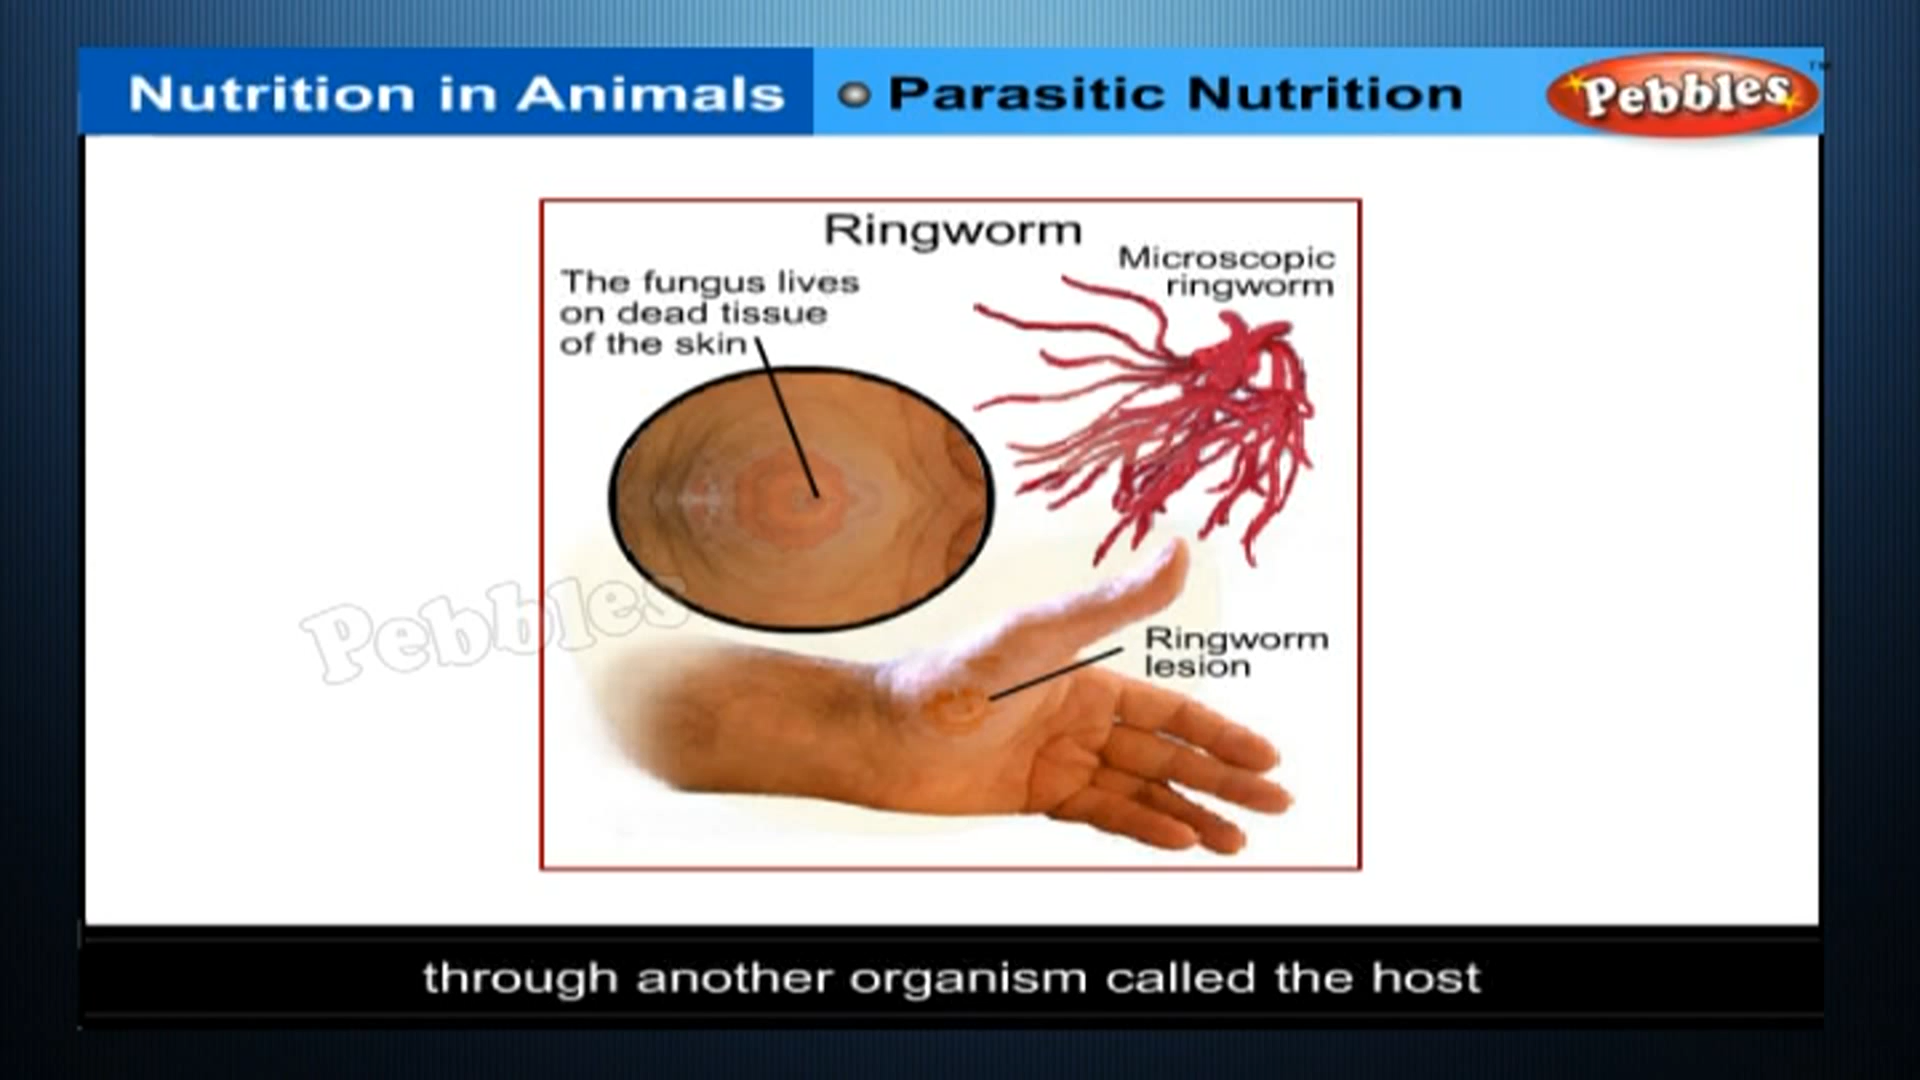 Nutrition in Animals
Parasitic Nutrition
Pebbles™
Ringworm
Microscopic
ringworm
The fungus lives
on dead tissue
of the skin
Pebbles
Ringworm
lesion
through another organism called the host